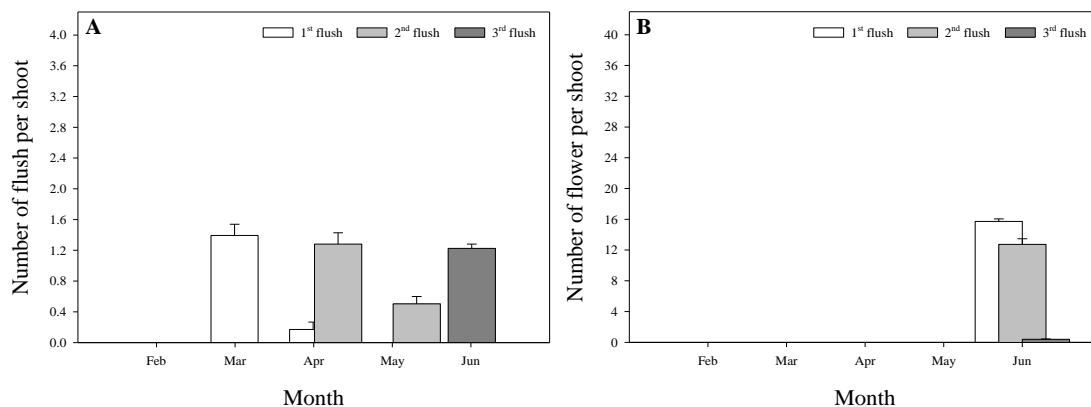 A
1st flush 2nd flush 3rd flush
Number of flush per shoot
4.0
3.6
3.2
2.8
2.4
2.0
1.6
1.2
0.8
0.4
0.0
Feb Mar Apr May Jun
Month
B
1st flush 2nd flush 3rd flush
Number of flower per shoot
40
36
32
28
24
20
16
12
8
4
0
Feb Mar Apr May Jun
Month